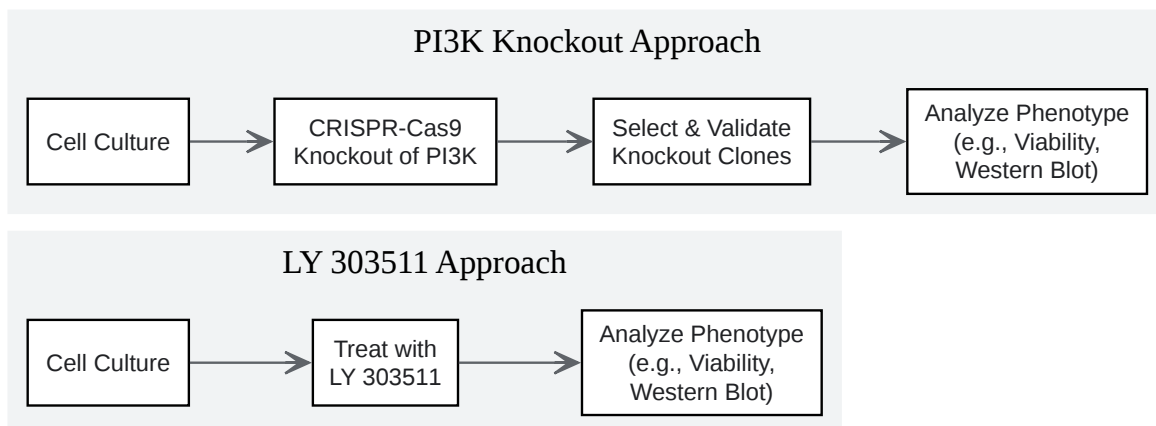 PI3K Knockout Approach
Cell Culture
CRISPR-Cas9
Knockout of PI3K
Select & Validate
Knockout Clones
Analyze Phenotype
(e.g., Viability,
Western Blot)
LY 303511 Approach
Cell Culture
Treat with
LY 303511
Analyze Phenotype
(e.g., Viability,
Western Blot)